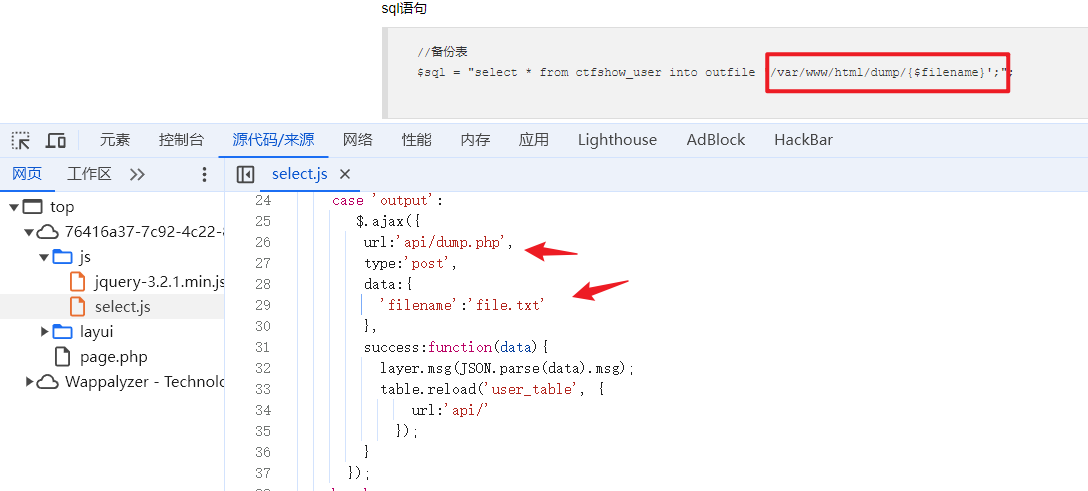 sql语句
//备份表
$sql = "select * from ctfshow_user into outfile '/var/www/html/dump/{$filename}';";
元素 控制台 源代码/来源 网络 性能 内存 应用 Lighthouse AdBlock HackBar
网页 工作区 select.js
top
76416a37-7c92-4c22-
js
jquery-3.2.1.min.js
select.js
layui
page.php
Wappalyzer - Technolo
24 case 'output':
25 $.ajax({
26 url:'api/dump.php',
27 type:'post',
28 data:{
29 'filename':'file.txt'
30 },
31 success:function(data){
32 layer.msg(JSON.parse(data).msg);
33 table.reload('user_table', {
34 url:'api/'
35 });
36 }
37 });